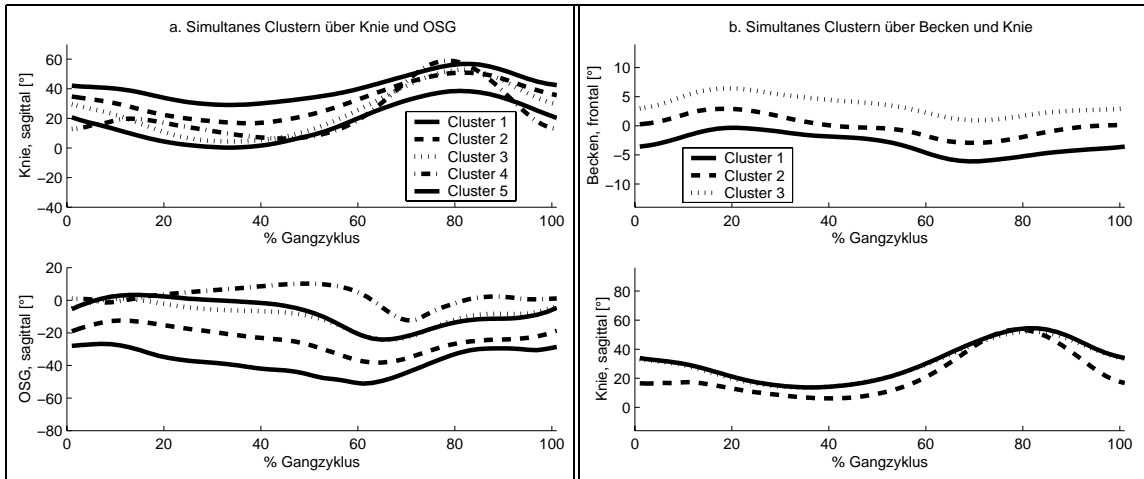 a. Simultanes Clustern über Knie und OSG
Knie, sagittal [°]
60
40
20
0
−20
−40
0 20 40 60 80 100
% Gangzyklus
Cluster 1
Cluster 2
Cluster 3
Cluster 4
Cluster 5
OSG, sagittal [°]
20
0
−20
−40
−60
−80
0 20 40 60 80 100
% Gangzyklus
b. Simultanes Clustern über Becken und Knie
Becken, frontal [°]
10
5
0
−5
−10
0 20 40 60 80 100
% Gangzyklus
Cluster 1
Cluster 2
Cluster 3
Knie, sagittal [°]
80
60
40
20
0
0 20 40 60 80 100
% Gangzyklus